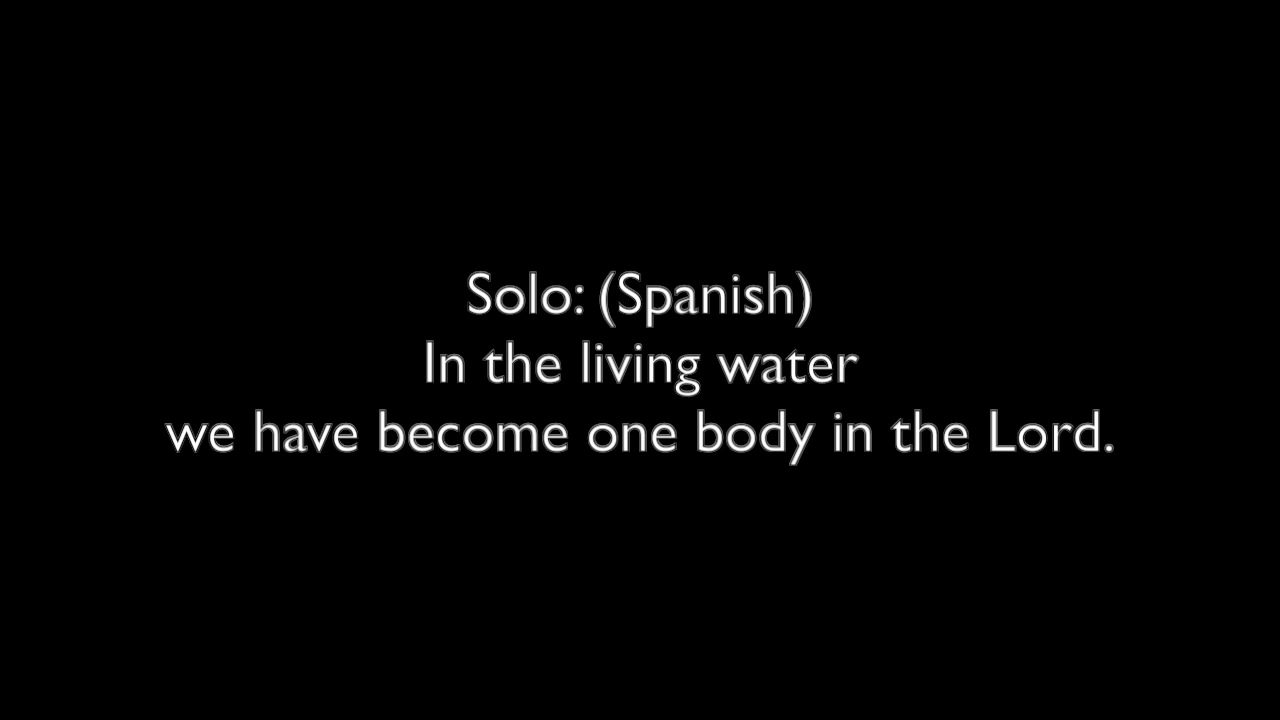 Solo: (Spanish)
In the living water
we have become one body in the Lord.